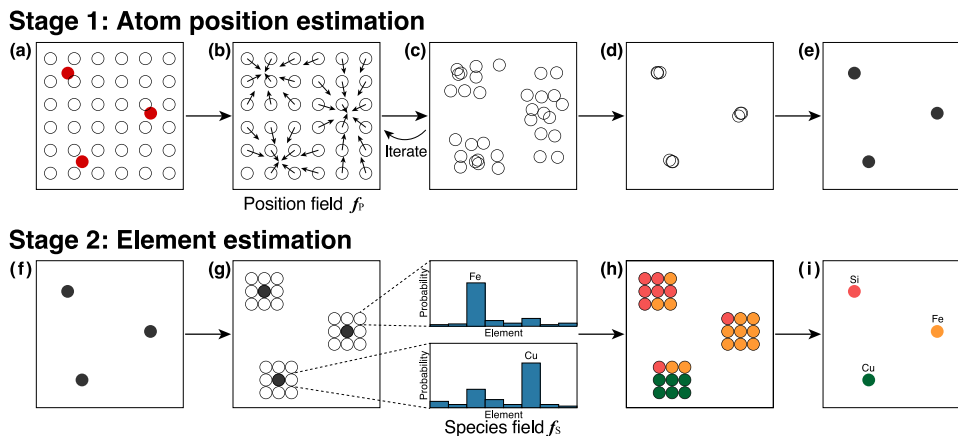 Stage 1: Atom position estimation
(a)
(b)
(c)
(d)
(e)
Iterate
Position field fP
Stage 2: Element estimation
(f)
(g)
Probability
Fe
Element
Probability
Cu
Element
Species field fS
(h)
(i)
Si
Fe
Cu